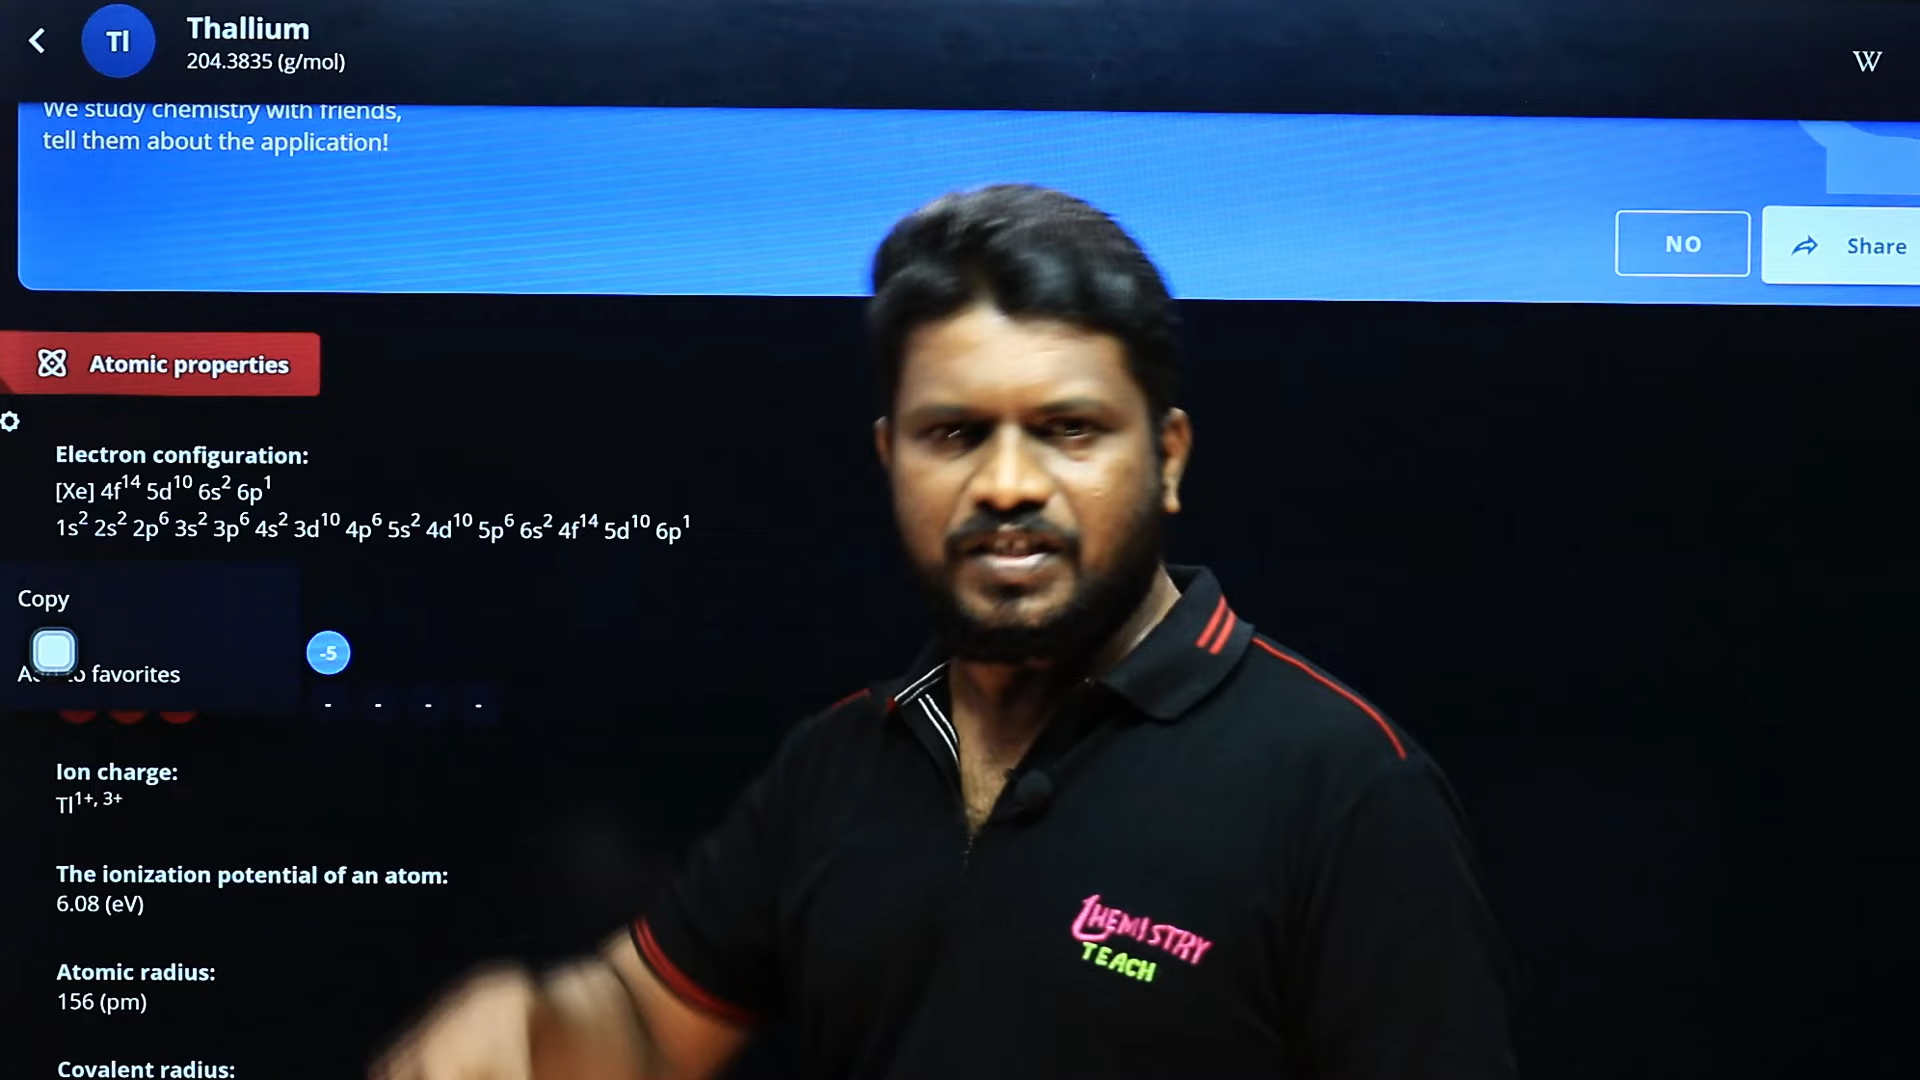 Tl
Thallium
204.3835 (g/mol)
W
We study chemistry with friends,
tell them about the application!
NO
Share
Atomic properties
Electron configuration:
[Xe] 4f¹⁴ 5d¹⁰ 6s² 6p¹
1s² 2s² 2p⁶ 3s² 3p⁶ 4s² 3d¹⁰ 4p⁶ 5s² 4d¹⁰ 5p⁶ 6s² 4f¹⁴ 5d¹⁰ 6p¹
Copy
-5
favorites
- - - -
Ion charge:
Tl¹⁺, ³⁺
The ionization potential of an atom:
6.08 (eV)
Atomic radius:
156 (pm)
Covalent radius:
CHEMISTRY
TEACH